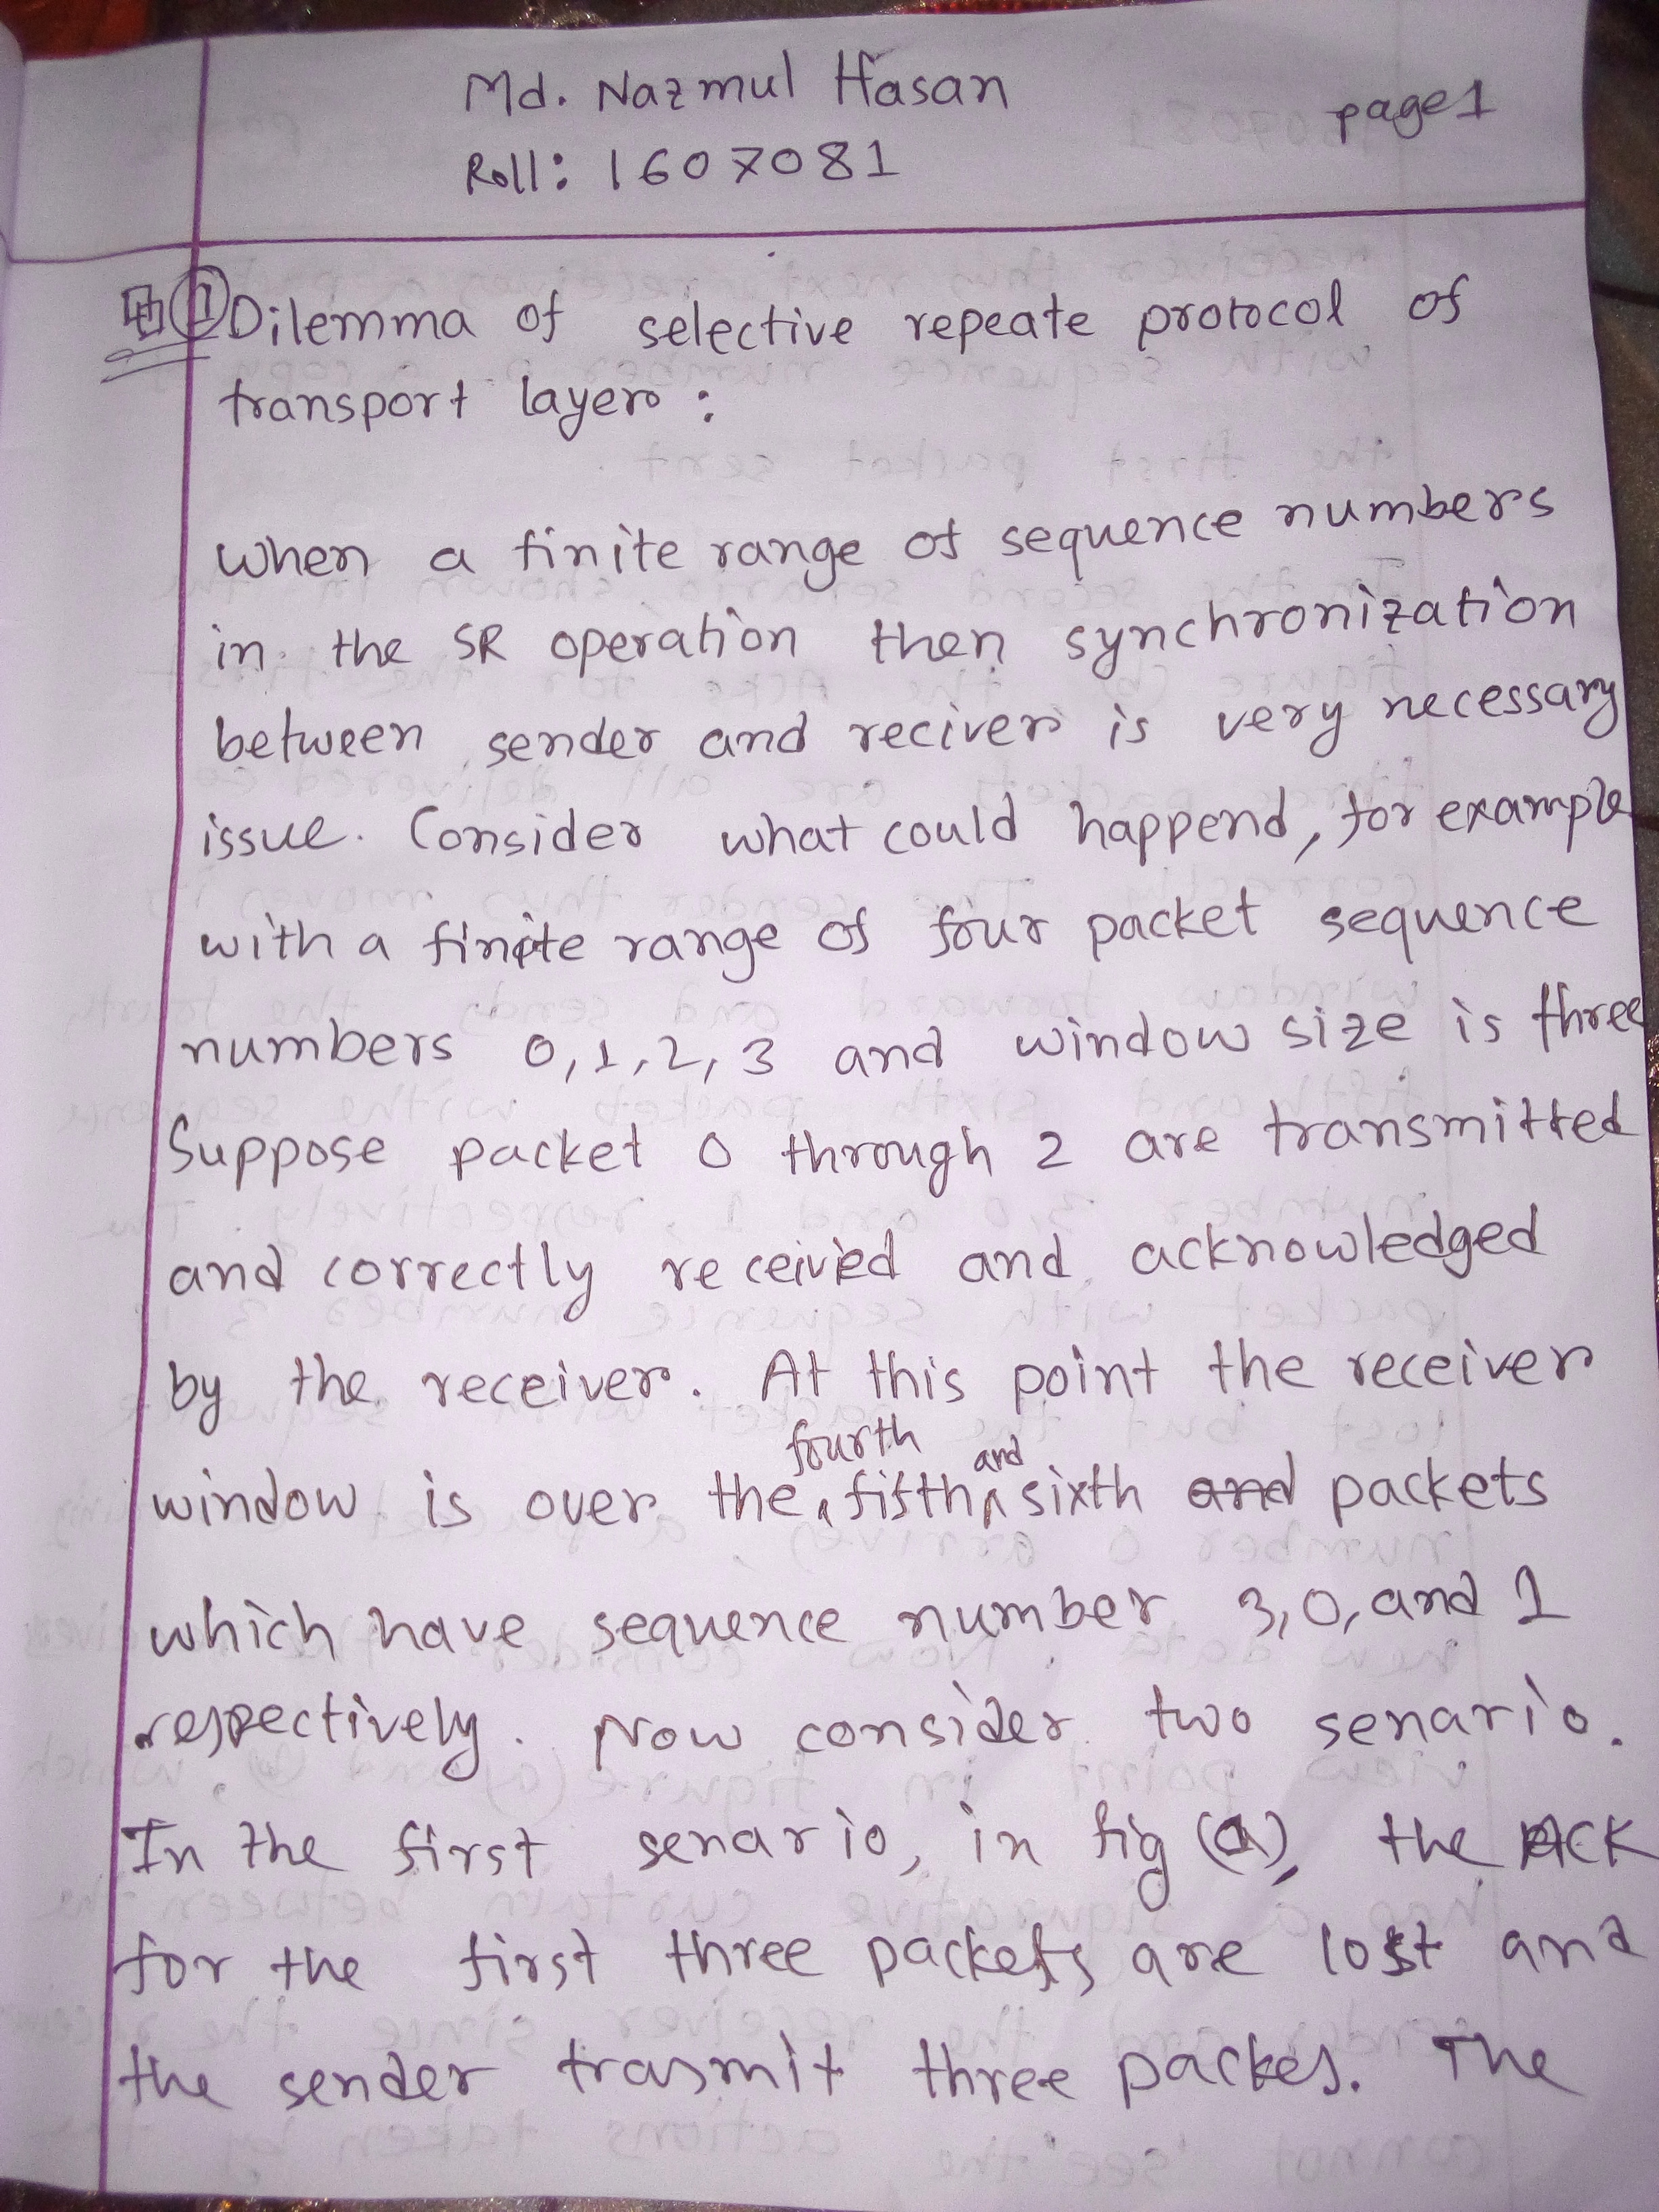 Md. Nazmul Hasan
page 1
Roll: 1607081
① Dilemma of selective repeate protocol of
transport layer :
When a finite range of sequence numbers
in the SR operation then synchronization
between sender and reciver is very necessary
issue. Consider what could happend, for example
with a finite range of four packet sequence
numbers 0,1,2,3 and window size is three
Suppose packet 0 through 2 are transmitted
and correctly received and acknowledged
by the receiver. At this point the receiver
window is over the fourth, fifth and sixth packets
which have sequence number 3,0, and 1
respectively. Now consider two senario.
In the first senario, in fig (a), the ACK
for the first three packets are lost and
the sender trasmit three packes. The